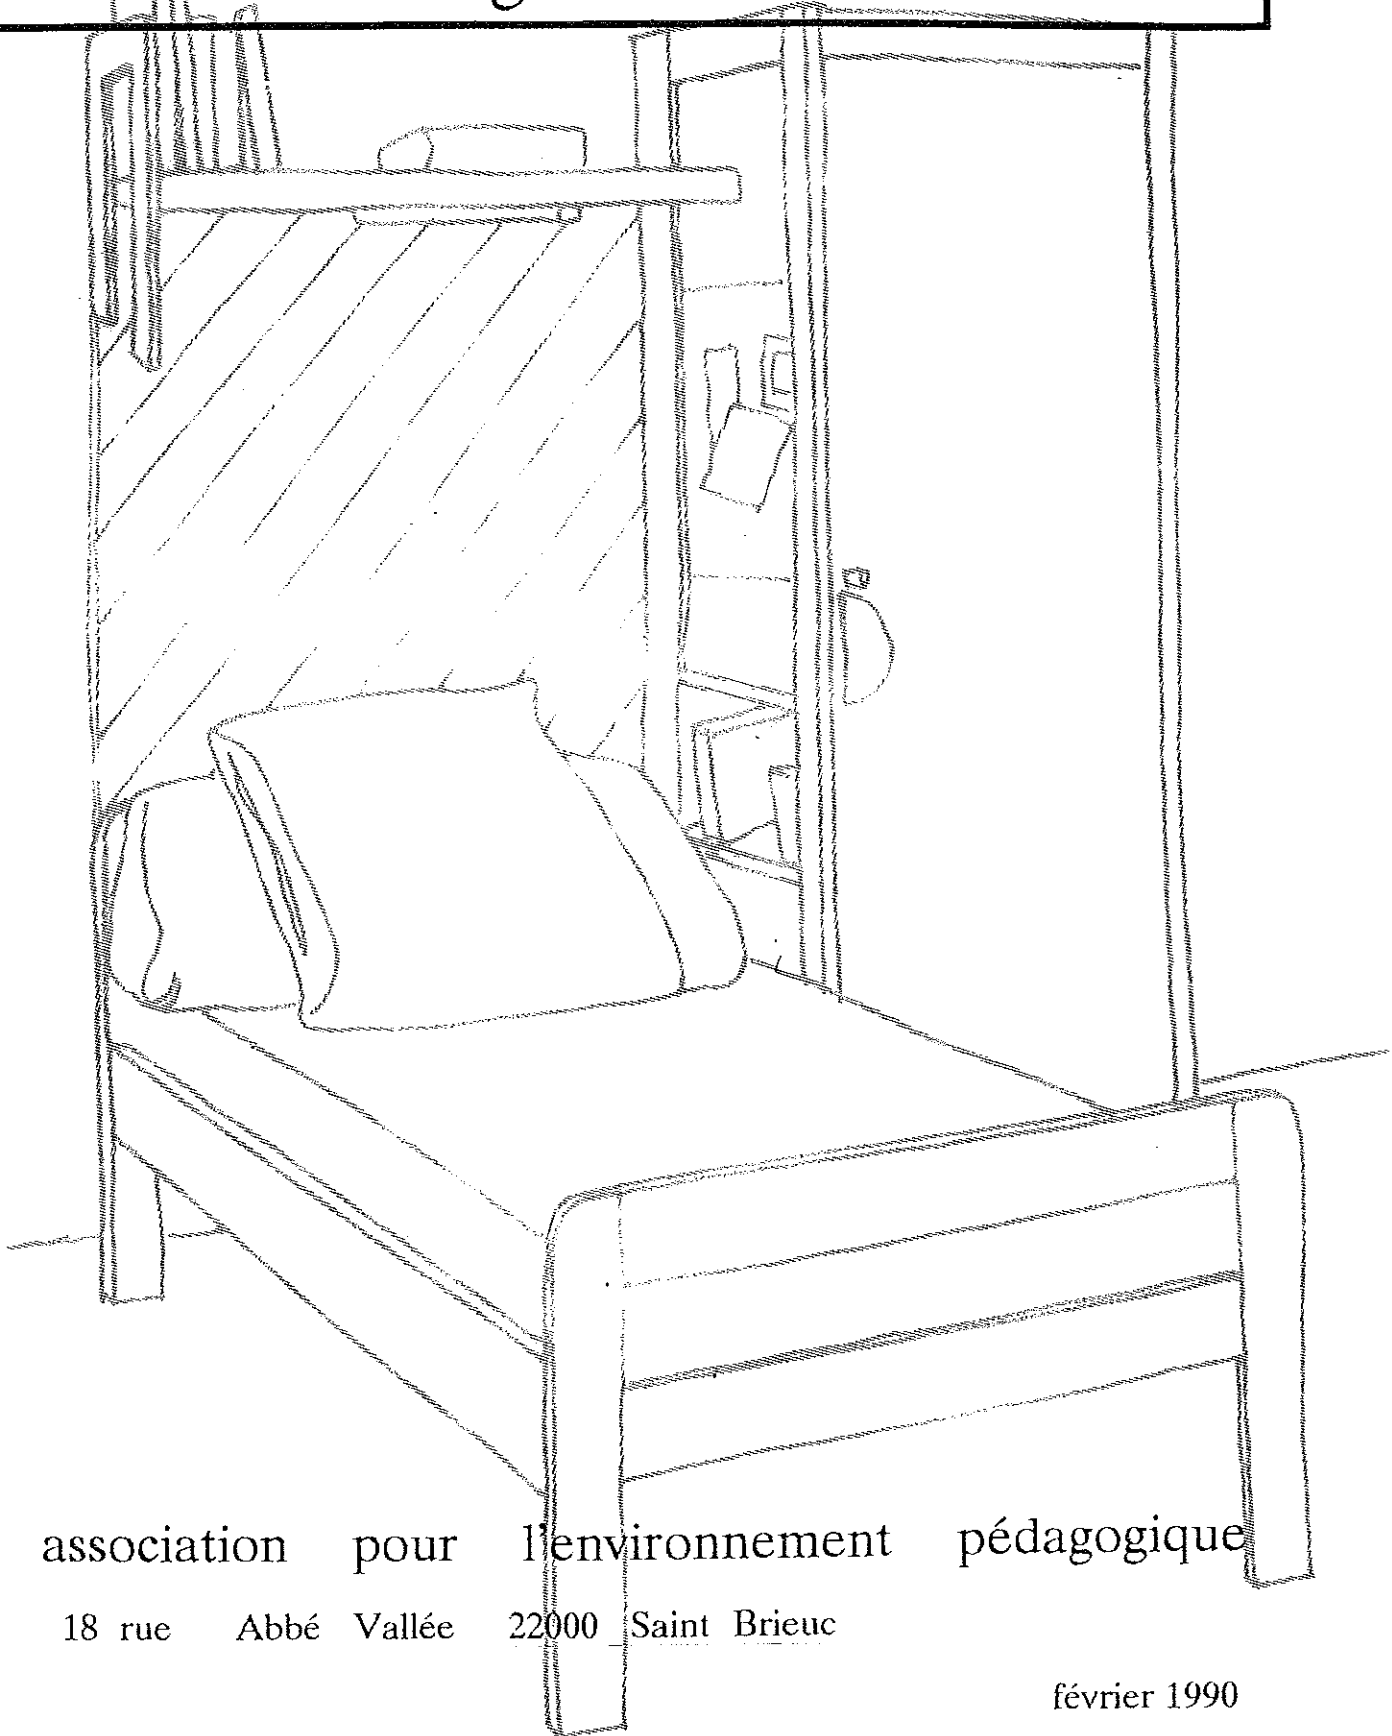 association pour l'environnement pédagogique
18 rue Abbé Vallée 22000 Saint Brieuc
février 1990